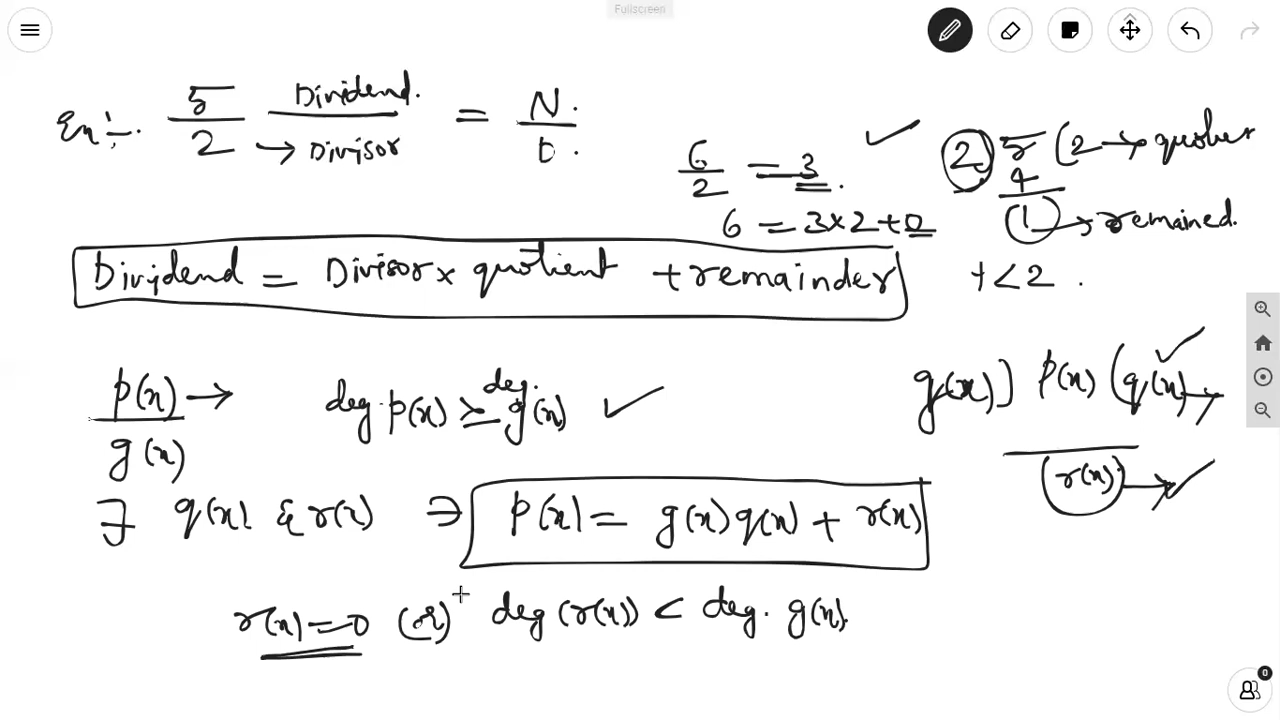 Fullscreen
Ex:-. 5/2 Dividend. → Divisor = N./D.
6/2 = 3.
6 = 3×2+0
2) 5 (2 → quotient
4
(1) → remained.
Dividend = Divisor× quotient + remainder
r<2.
p(x)/g(x) → deg. p(x) ≥ deg. g(x) ✓
g(x)) p(x) (q(x) → ✓
r(x) → ✓
∃ q(x) & r(x) ∋ p(x) = g(x) q(x) + r(x)
r(x) = 0 (or) deg (r(x)) < deg. g(x).
0